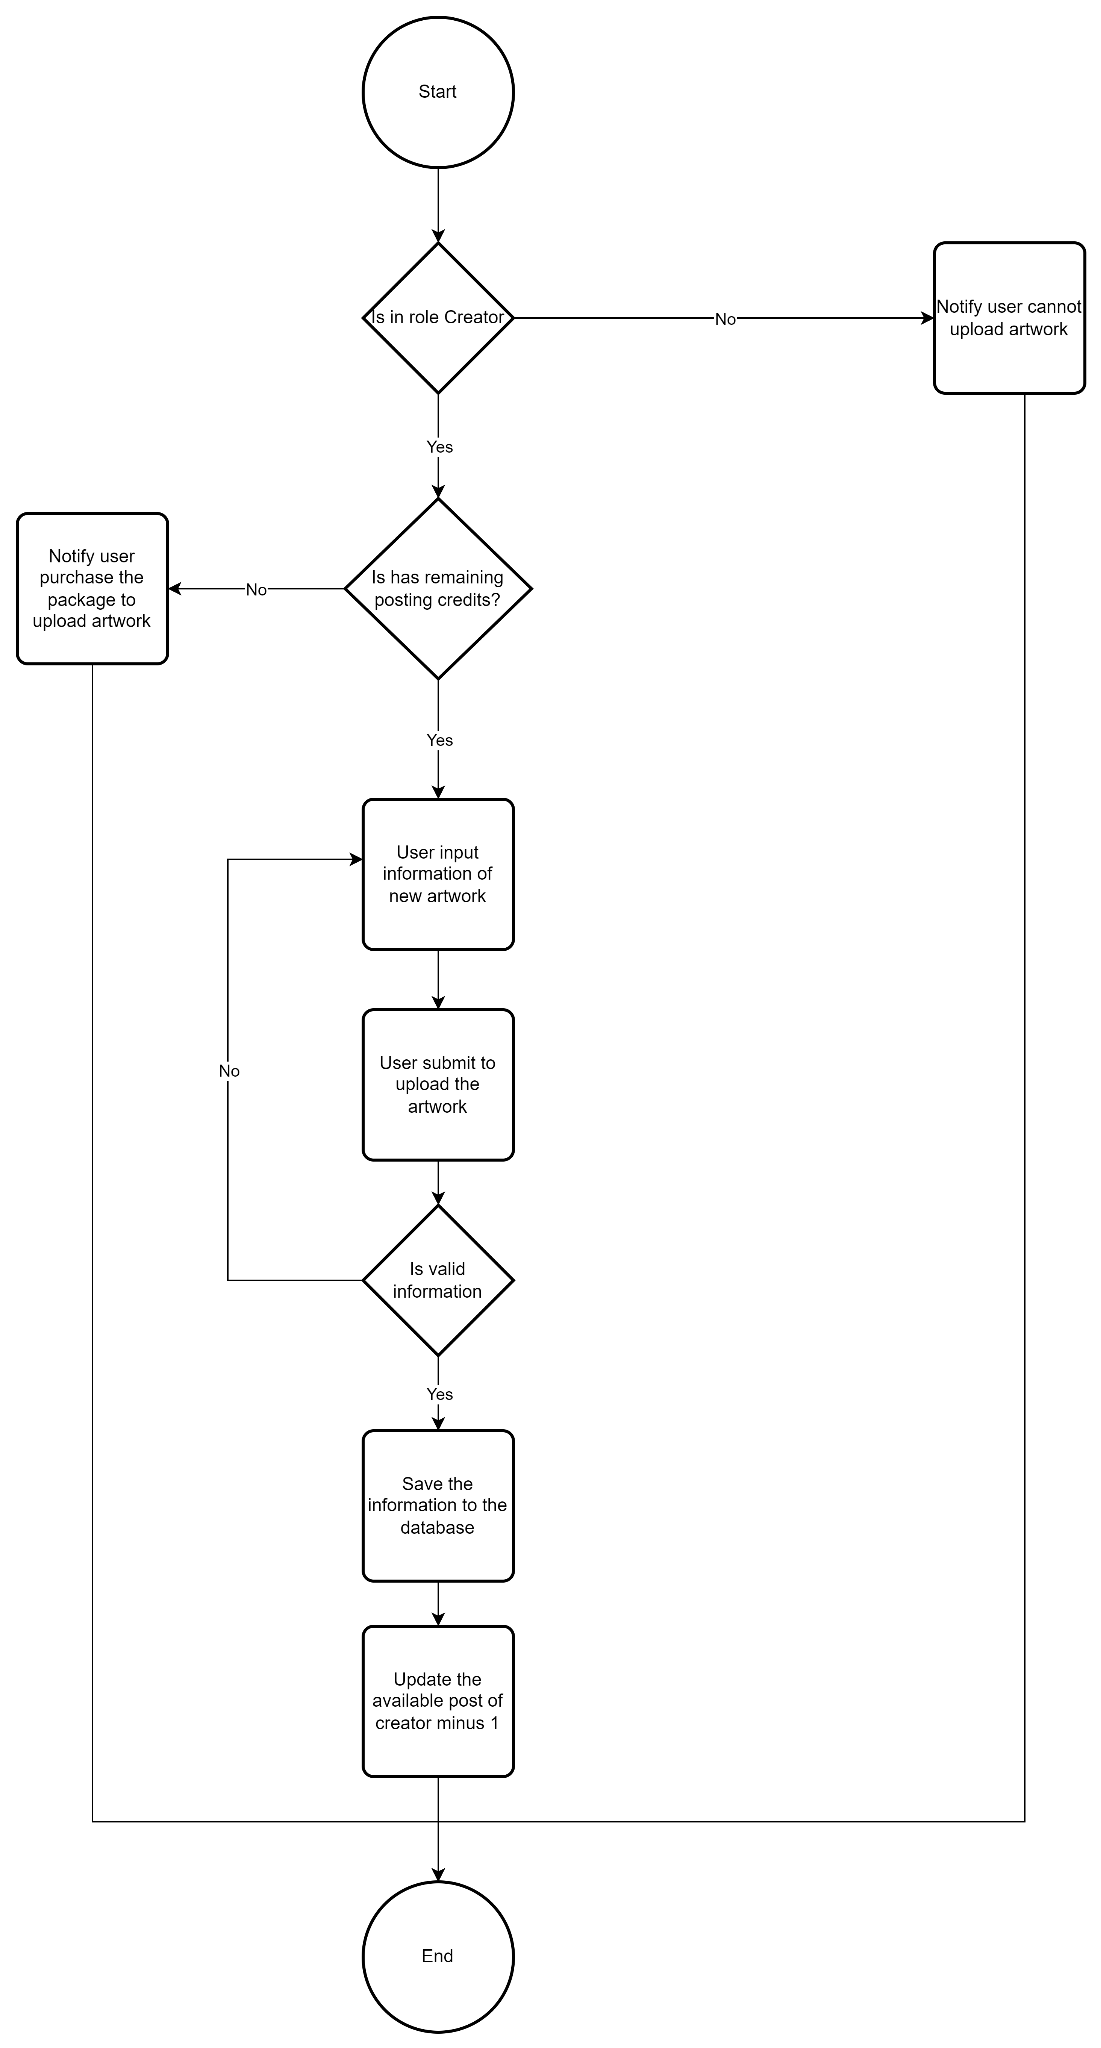 Start
Is in role Creator
No
Notify user cannot
upload artwork
Yes
Notify user
purchase the
package to
upload artwork
No
Is has remaining
posting credits?
Yes
User input
information of
new artwork
No
User submit to
upload the
artwork
Is valid
information
Yes
Save the
information to the
database
Update the
available post of
creator minus 1
End